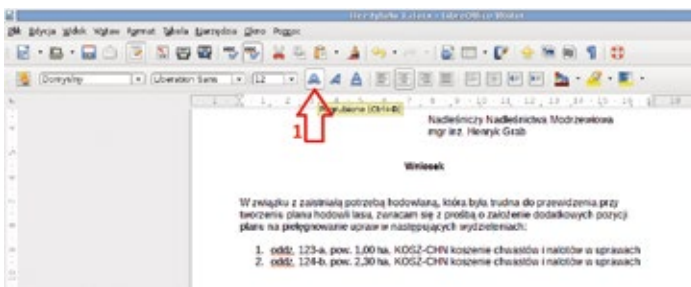 Bez tytułu 1.docx - LibreOffice Writer
Plik Edycja Widok Wstaw Format Tabela Narzędzia Okno Pomoc
Domyślny Liberation Sans 12
Pogrubienie (Ctrl+B)
1
Nadleśniczy Nadleśnictwa Modrzewiowa
mgr inż. Henryk Grab
Wniosek
W związku z zaistniałą potrzebą hodowlaną, która była trudna do przewidzenia przy
tworzeniu planu hodowli lasu, zwracam się z prośbą o założenie dodatkowych pozycji
planu na pielęgnowanie upraw w następujących wydzieleniach:
1. oddz. 123-a, pow. 1,00 ha, KOSZ-CHN koszenie chwastów i nalotów w uprawach
2. oddz. 124-b, pow. 2,30 ha, KOSZ-CHN koszenie chwastów i nalotów w uprawach